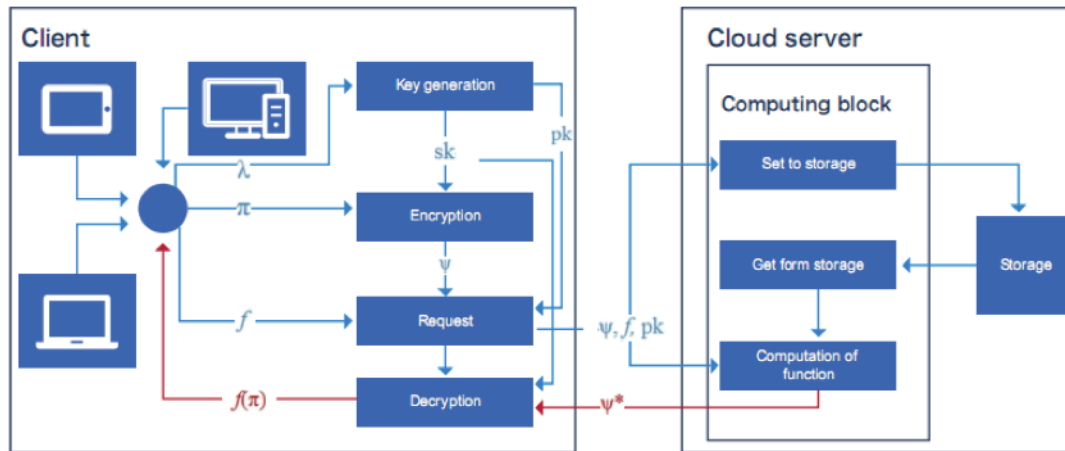 Client
Key generation
pk
sk
λ
π
Encryption
ψ
f
Request
f(π)
Decryption
ψ, f, pk
ψ*
Cloud server
Computing block
Set to storage
Get form storage
Storage
Computation of
function